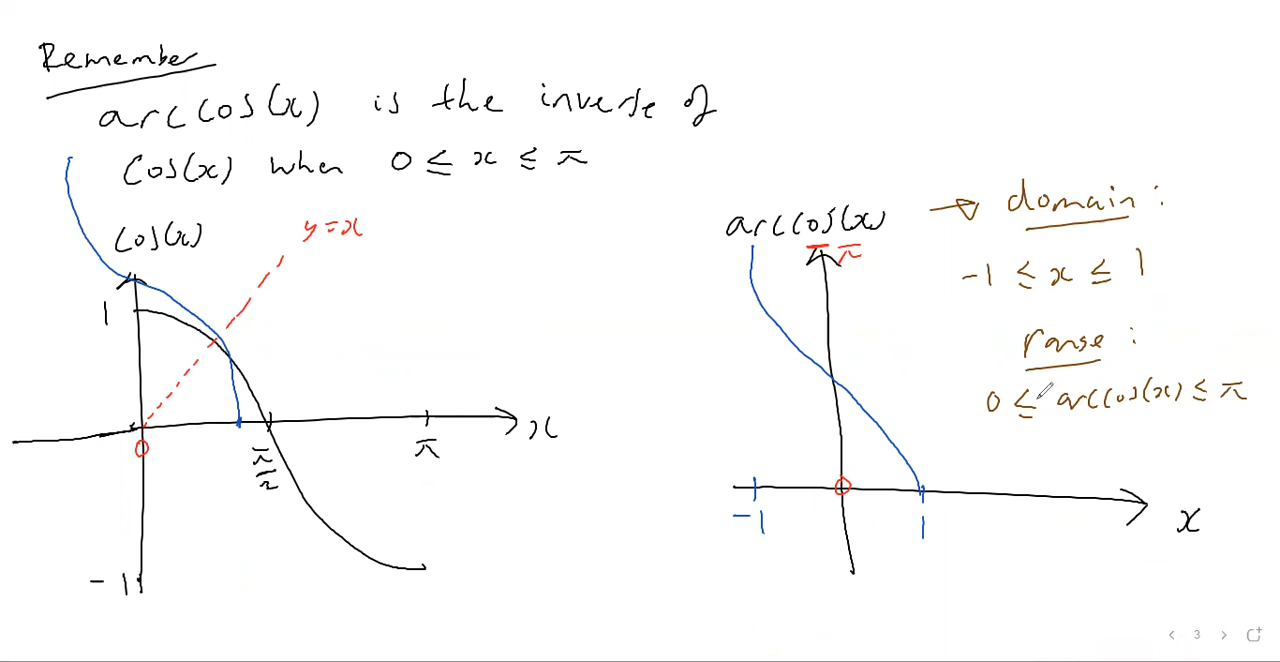 Remember
arccos(x) is the inverse of
cos(x) when 0 ≤ x ≤ π
cos(x)
y=x
1
0
π/2
π
x
-1
arccos(x)
π π
-1
0
1
x
→ domain:
-1 ≤ x ≤ 1
range:
0 ≤ arccos(x) ≤ π
3